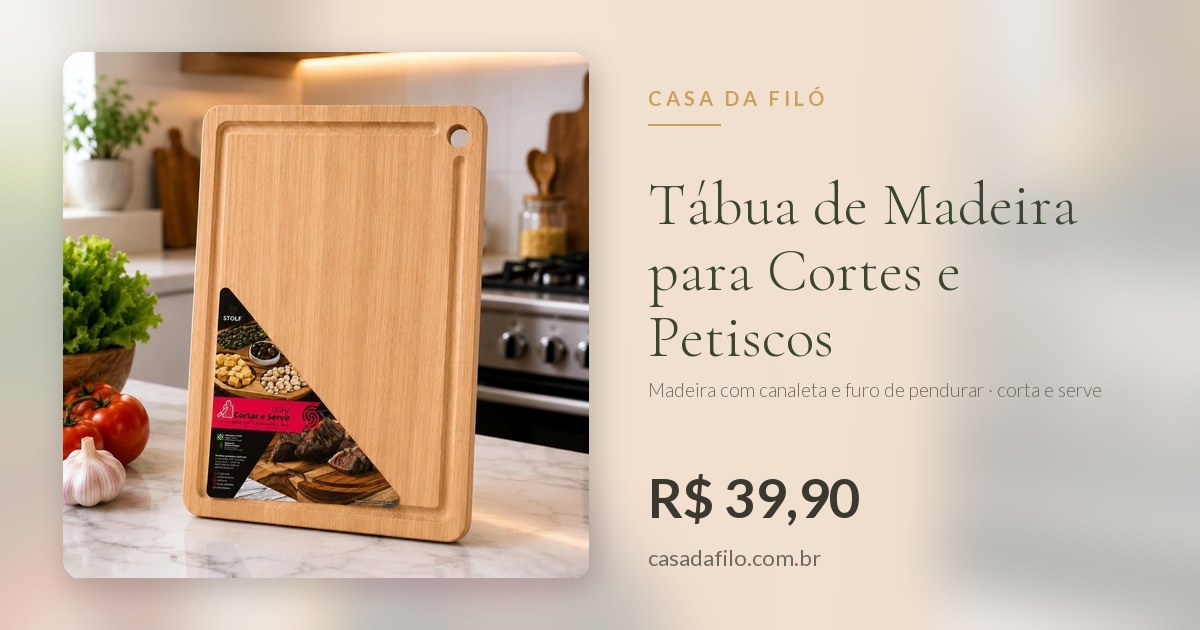 CASA DA FILÓ
Tábua de Madeira
para Cortes e
Petiscos
Madeira com canaleta e furo de pendurar · corta e serve
R$ 39,90
casadafilo.com.br
STOLF
Cortar e Servir